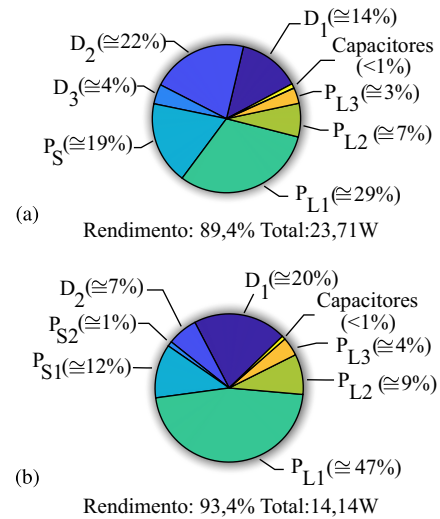 D1(≅14%)
D2(≅22%)
Capacitores
(<1%)
D3(≅4%)
PL3(≅3%)
PS(≅19%)
PL2(≅7%)
PL1(≅29%)
(a)
Rendimento: 89,4% Total:23,71W
D2(≅7%)
D1(≅20%)
Capacitores
(<1%)
PS2(≅1%)
PL3(≅4%)
PS1(≅12%)
PL2(≅9%)
PL1(≅47%)
(b)
Rendimento: 93,4% Total:14,14W